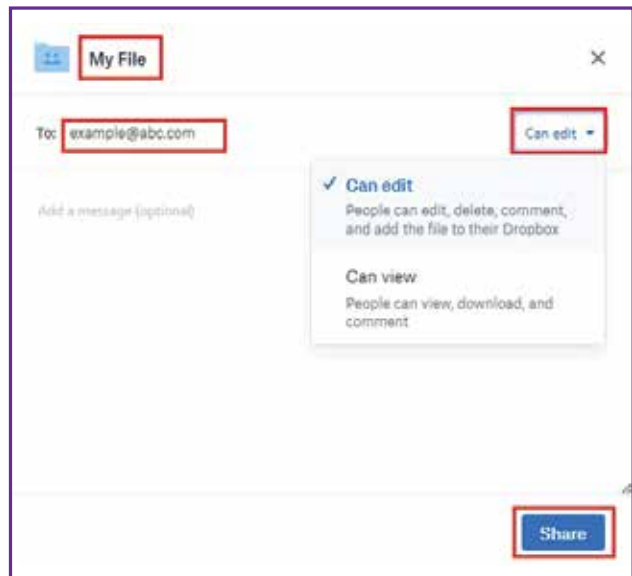 My File
To: example@abc.com
Can edit
Add a message (optional)
Can edit
People can edit, delete, comment,
and add the file to their Dropbox
Can view
People can view, download, and
comment
Share